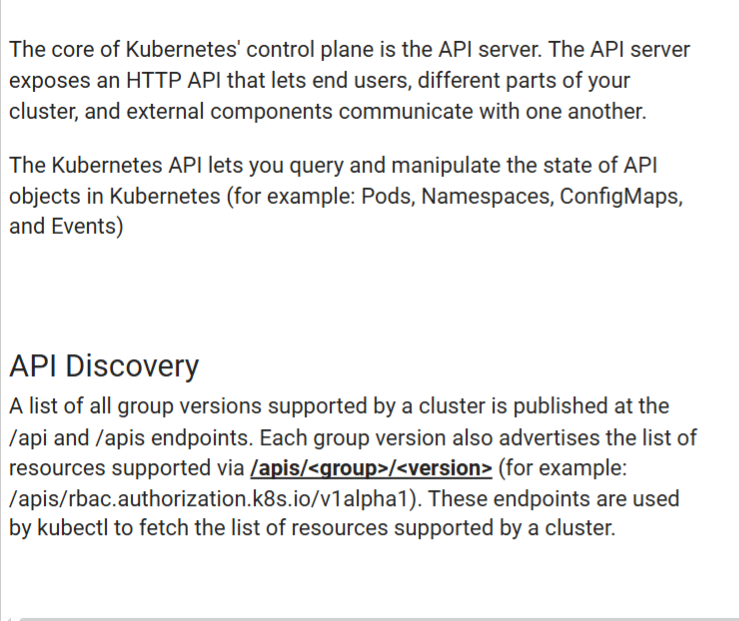 The core of Kubernetes' control plane is the API server. The API server
exposes an HTTP API that lets end users, different parts of your
cluster, and external components communicate with one another.
The Kubernetes API lets you query and manipulate the state of API
objects in Kubernetes (for example: Pods, Namespaces, ConfigMaps,
and Events)
API Discovery
A list of all group versions supported by a cluster is published at the
/api and /apis endpoints. Each group version also advertises the list of
resources supported via /apis/<group>/<version> (for example:
/apis/rbac.authorization.k8s.io/v1alpha1). These endpoints are used
by kubectl to fetch the list of resources supported by a cluster.